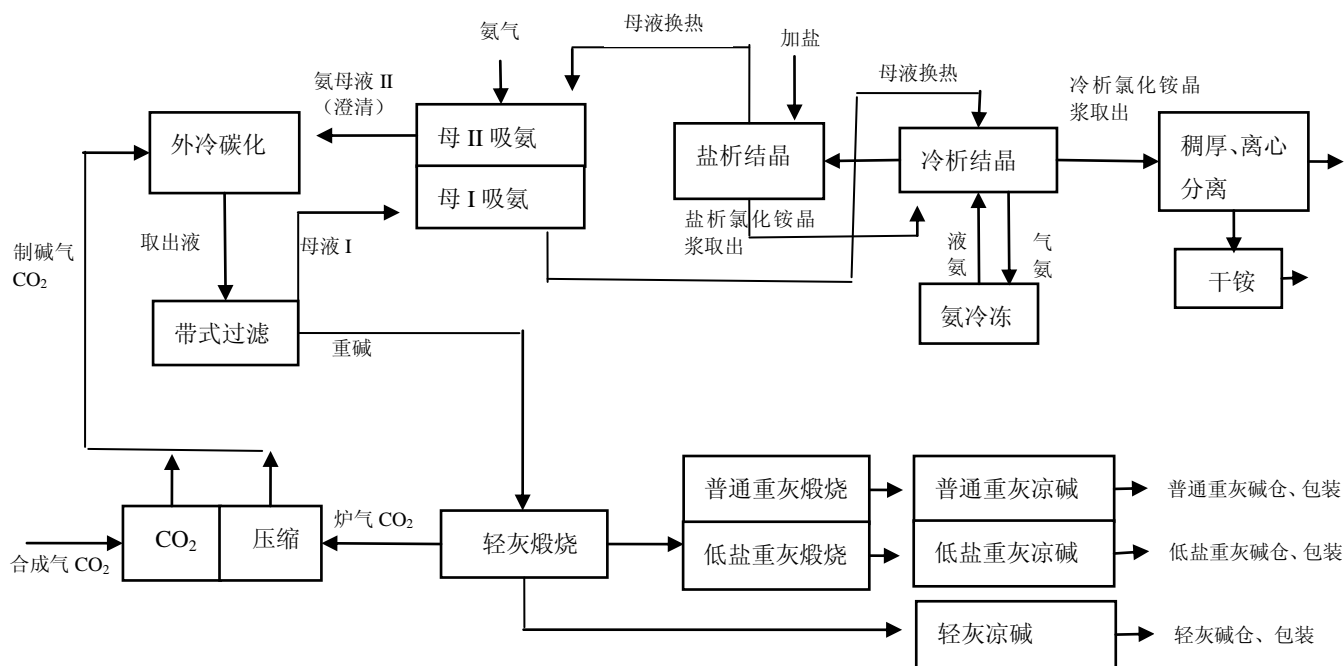 氨气
母液换热
加盐
氨母液 II
（澄清）
母液换热
冷析氯化铵晶
浆取出
外冷碳化
母 II 吸氨
母 I 吸氨
盐析结晶
冷析结晶
稠厚、离心
分离
制碱气
CO₂
取出液
母液 I
盐析氯化铵晶
浆取出
液
氨
气
氨
干铵
带式过滤
重碱
氨冷冻
合成气 CO₂
CO₂
压缩
炉气 CO₂
轻灰煅烧
普通重灰煅烧
低盐重灰煅烧
普通重灰凉碱
低盐重灰凉碱
普通重灰碱仓、包装
低盐重灰碱仓、包装
轻灰凉碱
轻灰碱仓、包装